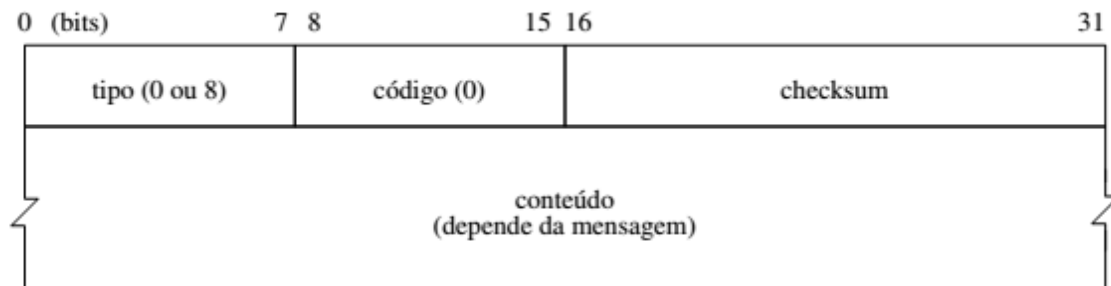 0 (bits) 7 8 15 16 31
tipo (0 ou 8) código (0) checksum
conteúdo
(depende da mensagem)